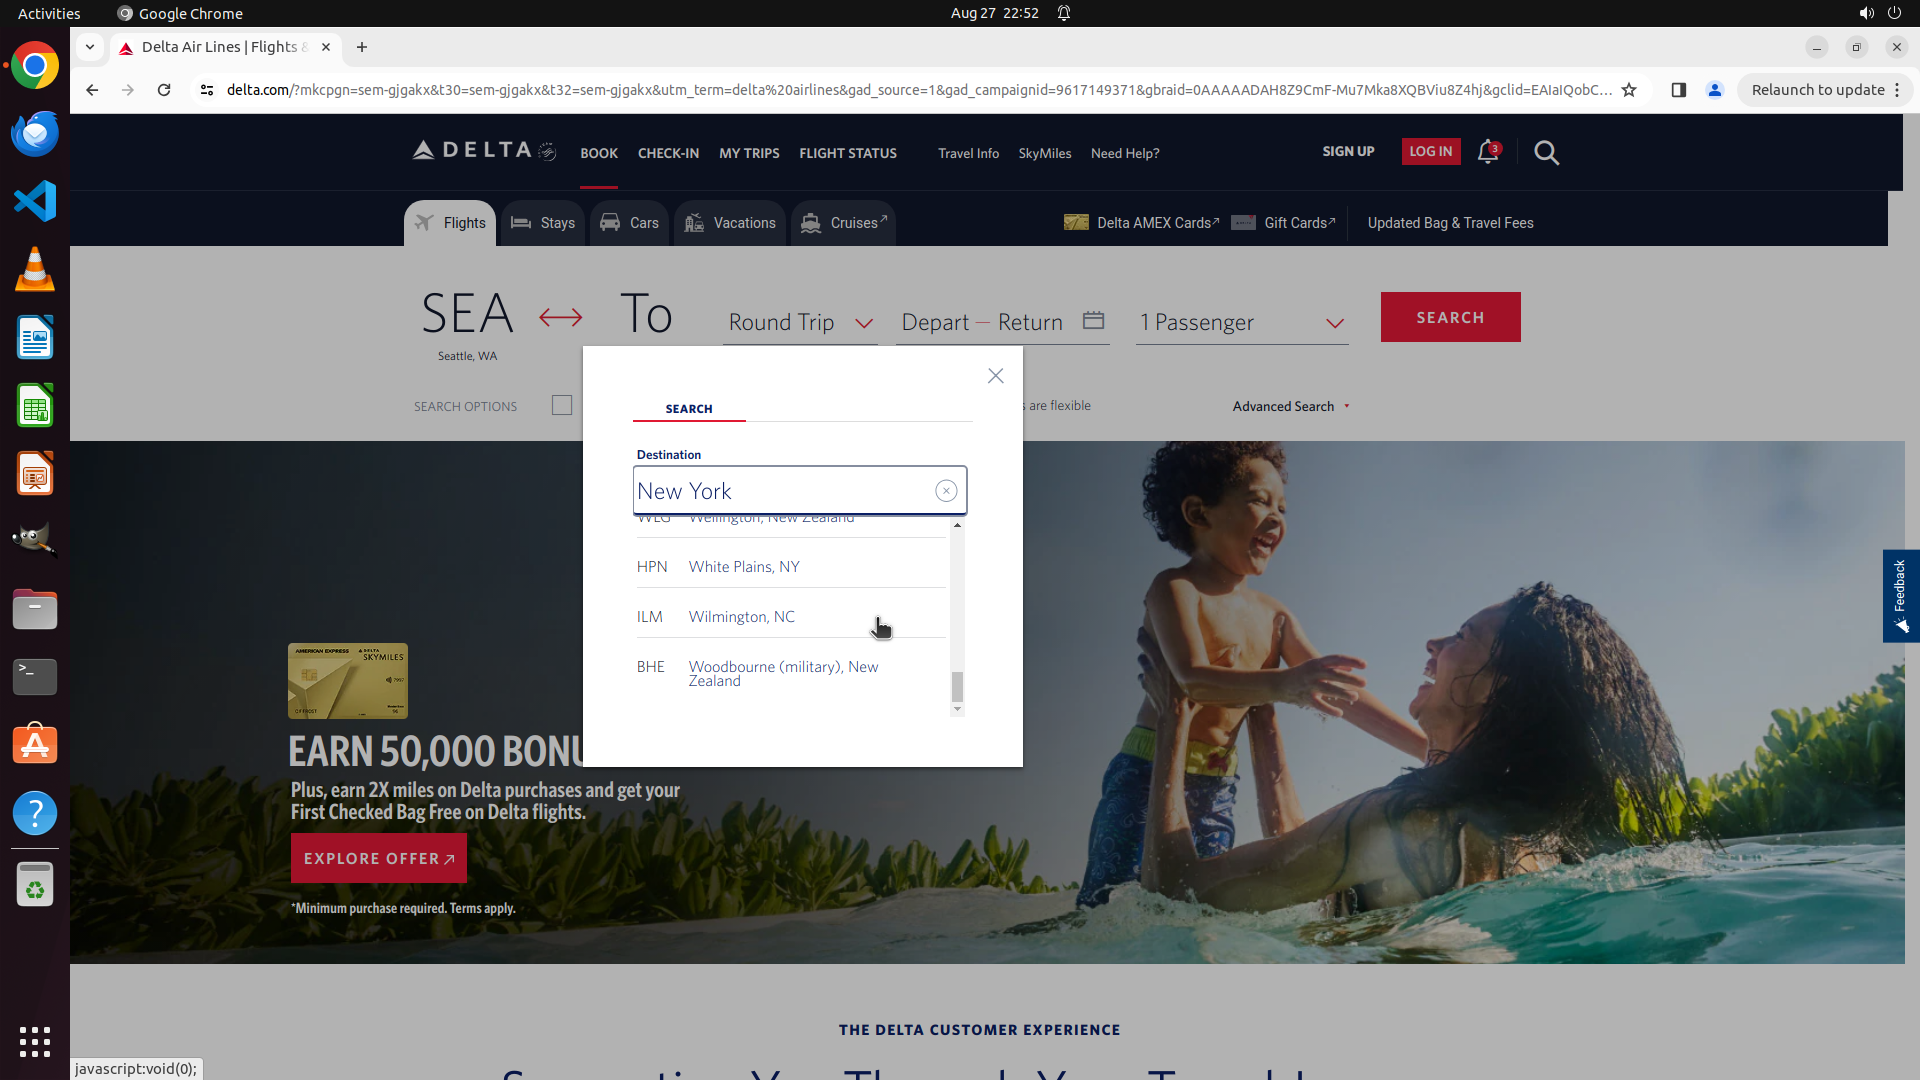 Activities
Google Chrome
Aug 27 22:52
Delta Air Lines | Flights &
delta.com/?mkcpgn=sem-gjgakx&t30=sem-gjgakx&t32=sem-gjgakx&utm_term=delta%20airlines&gad_source=1&gad_campaignid=9617149371&gbraid=0AAAAADAH8Z9CmF-Mu7Mka8XQBViu8Z4hj&gclid=EAIaIQobC...
Relaunch to update
DELTA
BOOK
CHECK-IN
MY TRIPS
FLIGHT STATUS
Travel Info
SkyMiles
Need Help?
SIGN UP
LOG IN
3
Flights
Stays
Cars
Vacations
Cruises
Delta AMEX Cards
Gift Cards
Updated Bag & Travel Fees
SEA
To
Round Trip
Depart — Return
1 Passenger
SEARCH
Seattle, WA
SEARCH OPTIONS
s are flexible
Advanced Search
SEARCH
Destination
New York
WLG Wellington, New Zealand
HPN White Plains, NY
ILM Wilmington, NC
BHE Woodbourne (military), New
Zealand
Feedback
AMERICAN EXPRESS
DELTA
SKYMILES
EARN 50,000 BONU
Plus, earn 2X miles on Delta purchases and get your
First Checked Bag Free on Delta flights.
EXPLORE OFFER
*Minimum purchase required. Terms apply.
THE DELTA CUSTOMER EXPERIENCE
javascript:void(0);